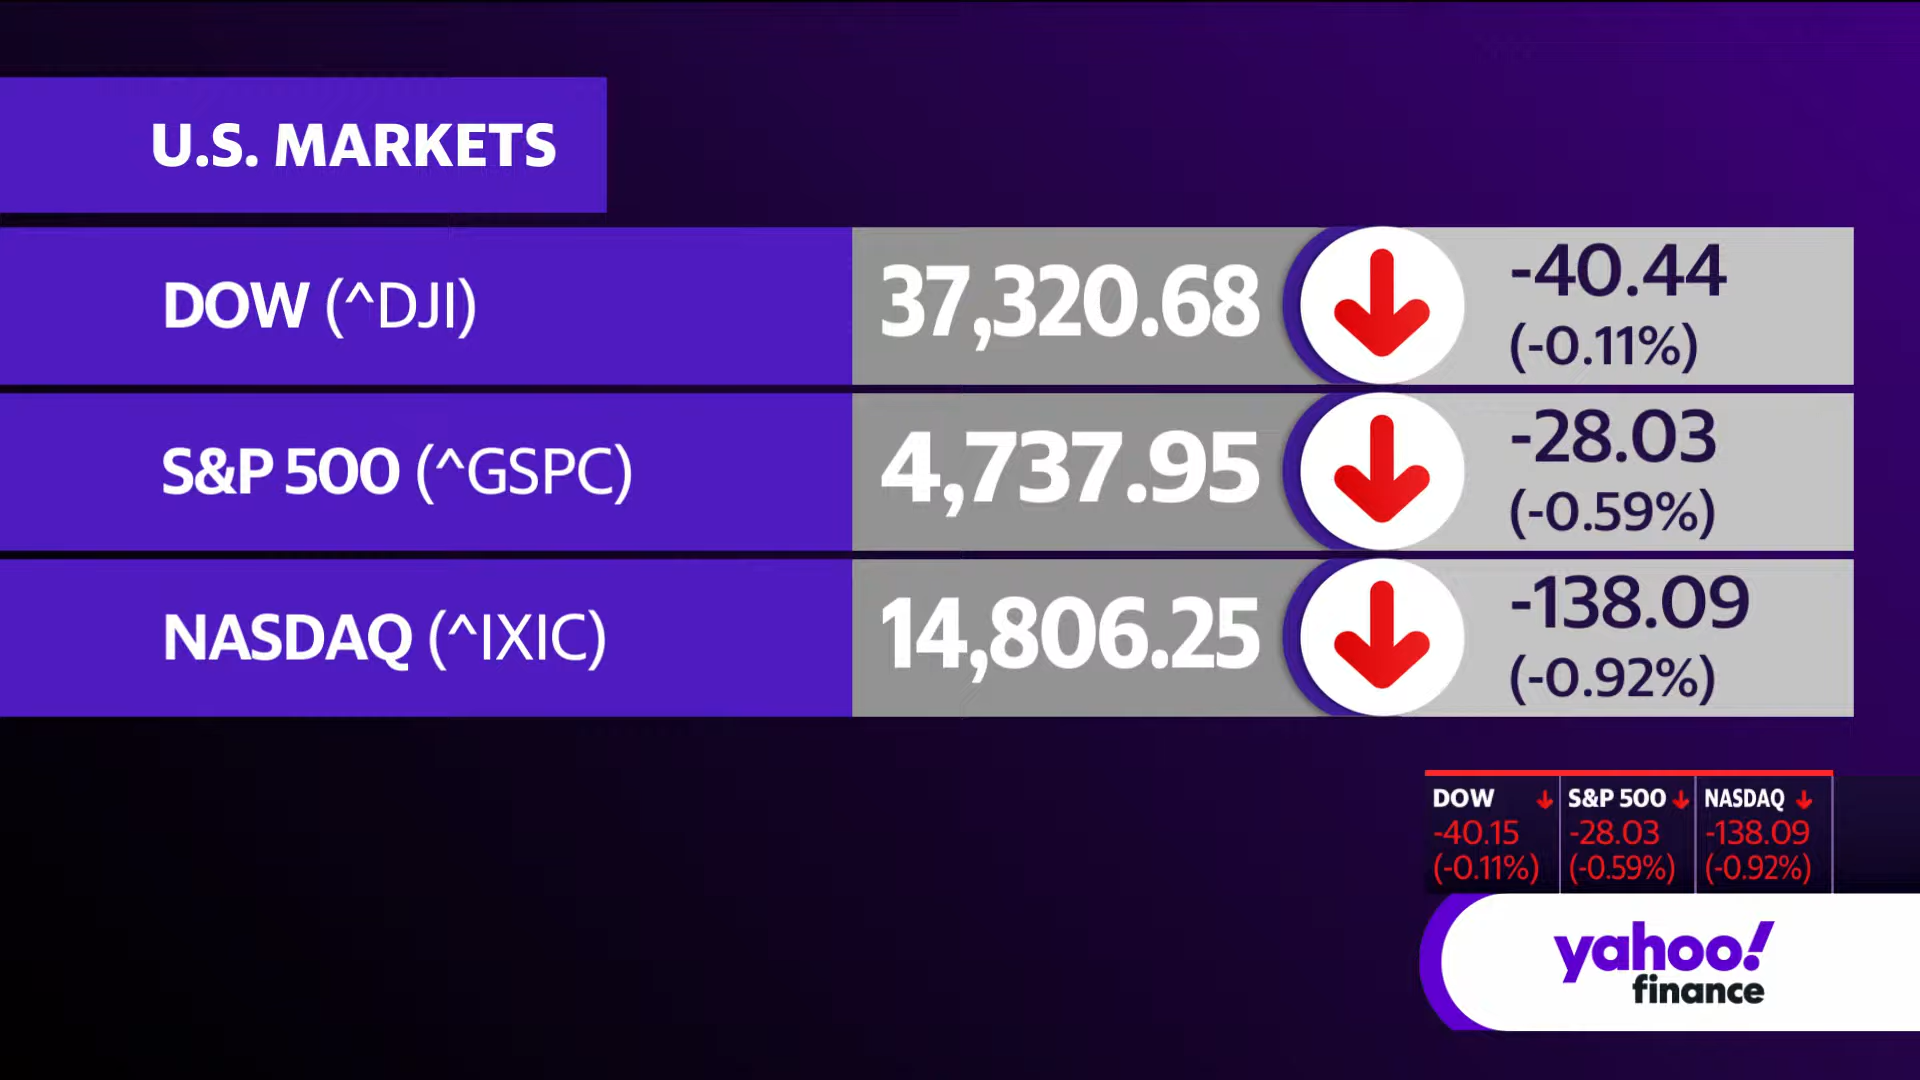 U.S. MARKETS
DOW (^DJI) 37,320.68 -40.44
(-0.11%)
S&P 500 (^GSPC) 4,737.95 -28.03
(-0.59%)
NASDAQ (^IXIC) 14,806.25 -138.09
(-0.92%)
DOW S&P 500 NASDAQ
-40.15 -28.03 -138.09
(-0.11%) (-0.59%) (-0.92%)
yahoo!
finance